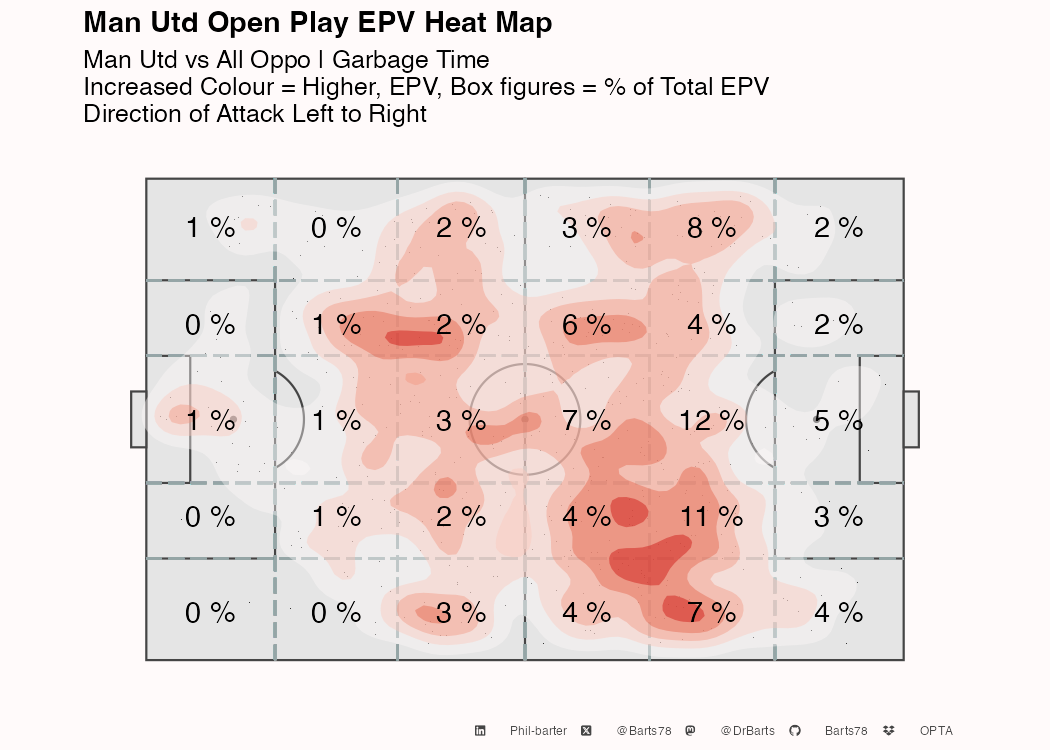 Man Utd Open Play EPV Heat Map
Man Utd vs All Oppo | Garbage Time
Increased Colour = Higher, EPV, Box figures = % of Total EPV
Direction of Attack Left to Right
1 % 0 % 2 % 3 % 8 % 2 %
0 % 1 % 2 % 6 % 4 % 2 %
1 % 1 % 3 % 7 % 12 % 5 %
0 % 1 % 2 % 4 % 11 % 3 %
0 % 0 % 3 % 4 % 7 % 4 %
Phil-barter @Barts78 @DrBarts Barts78 OPTA